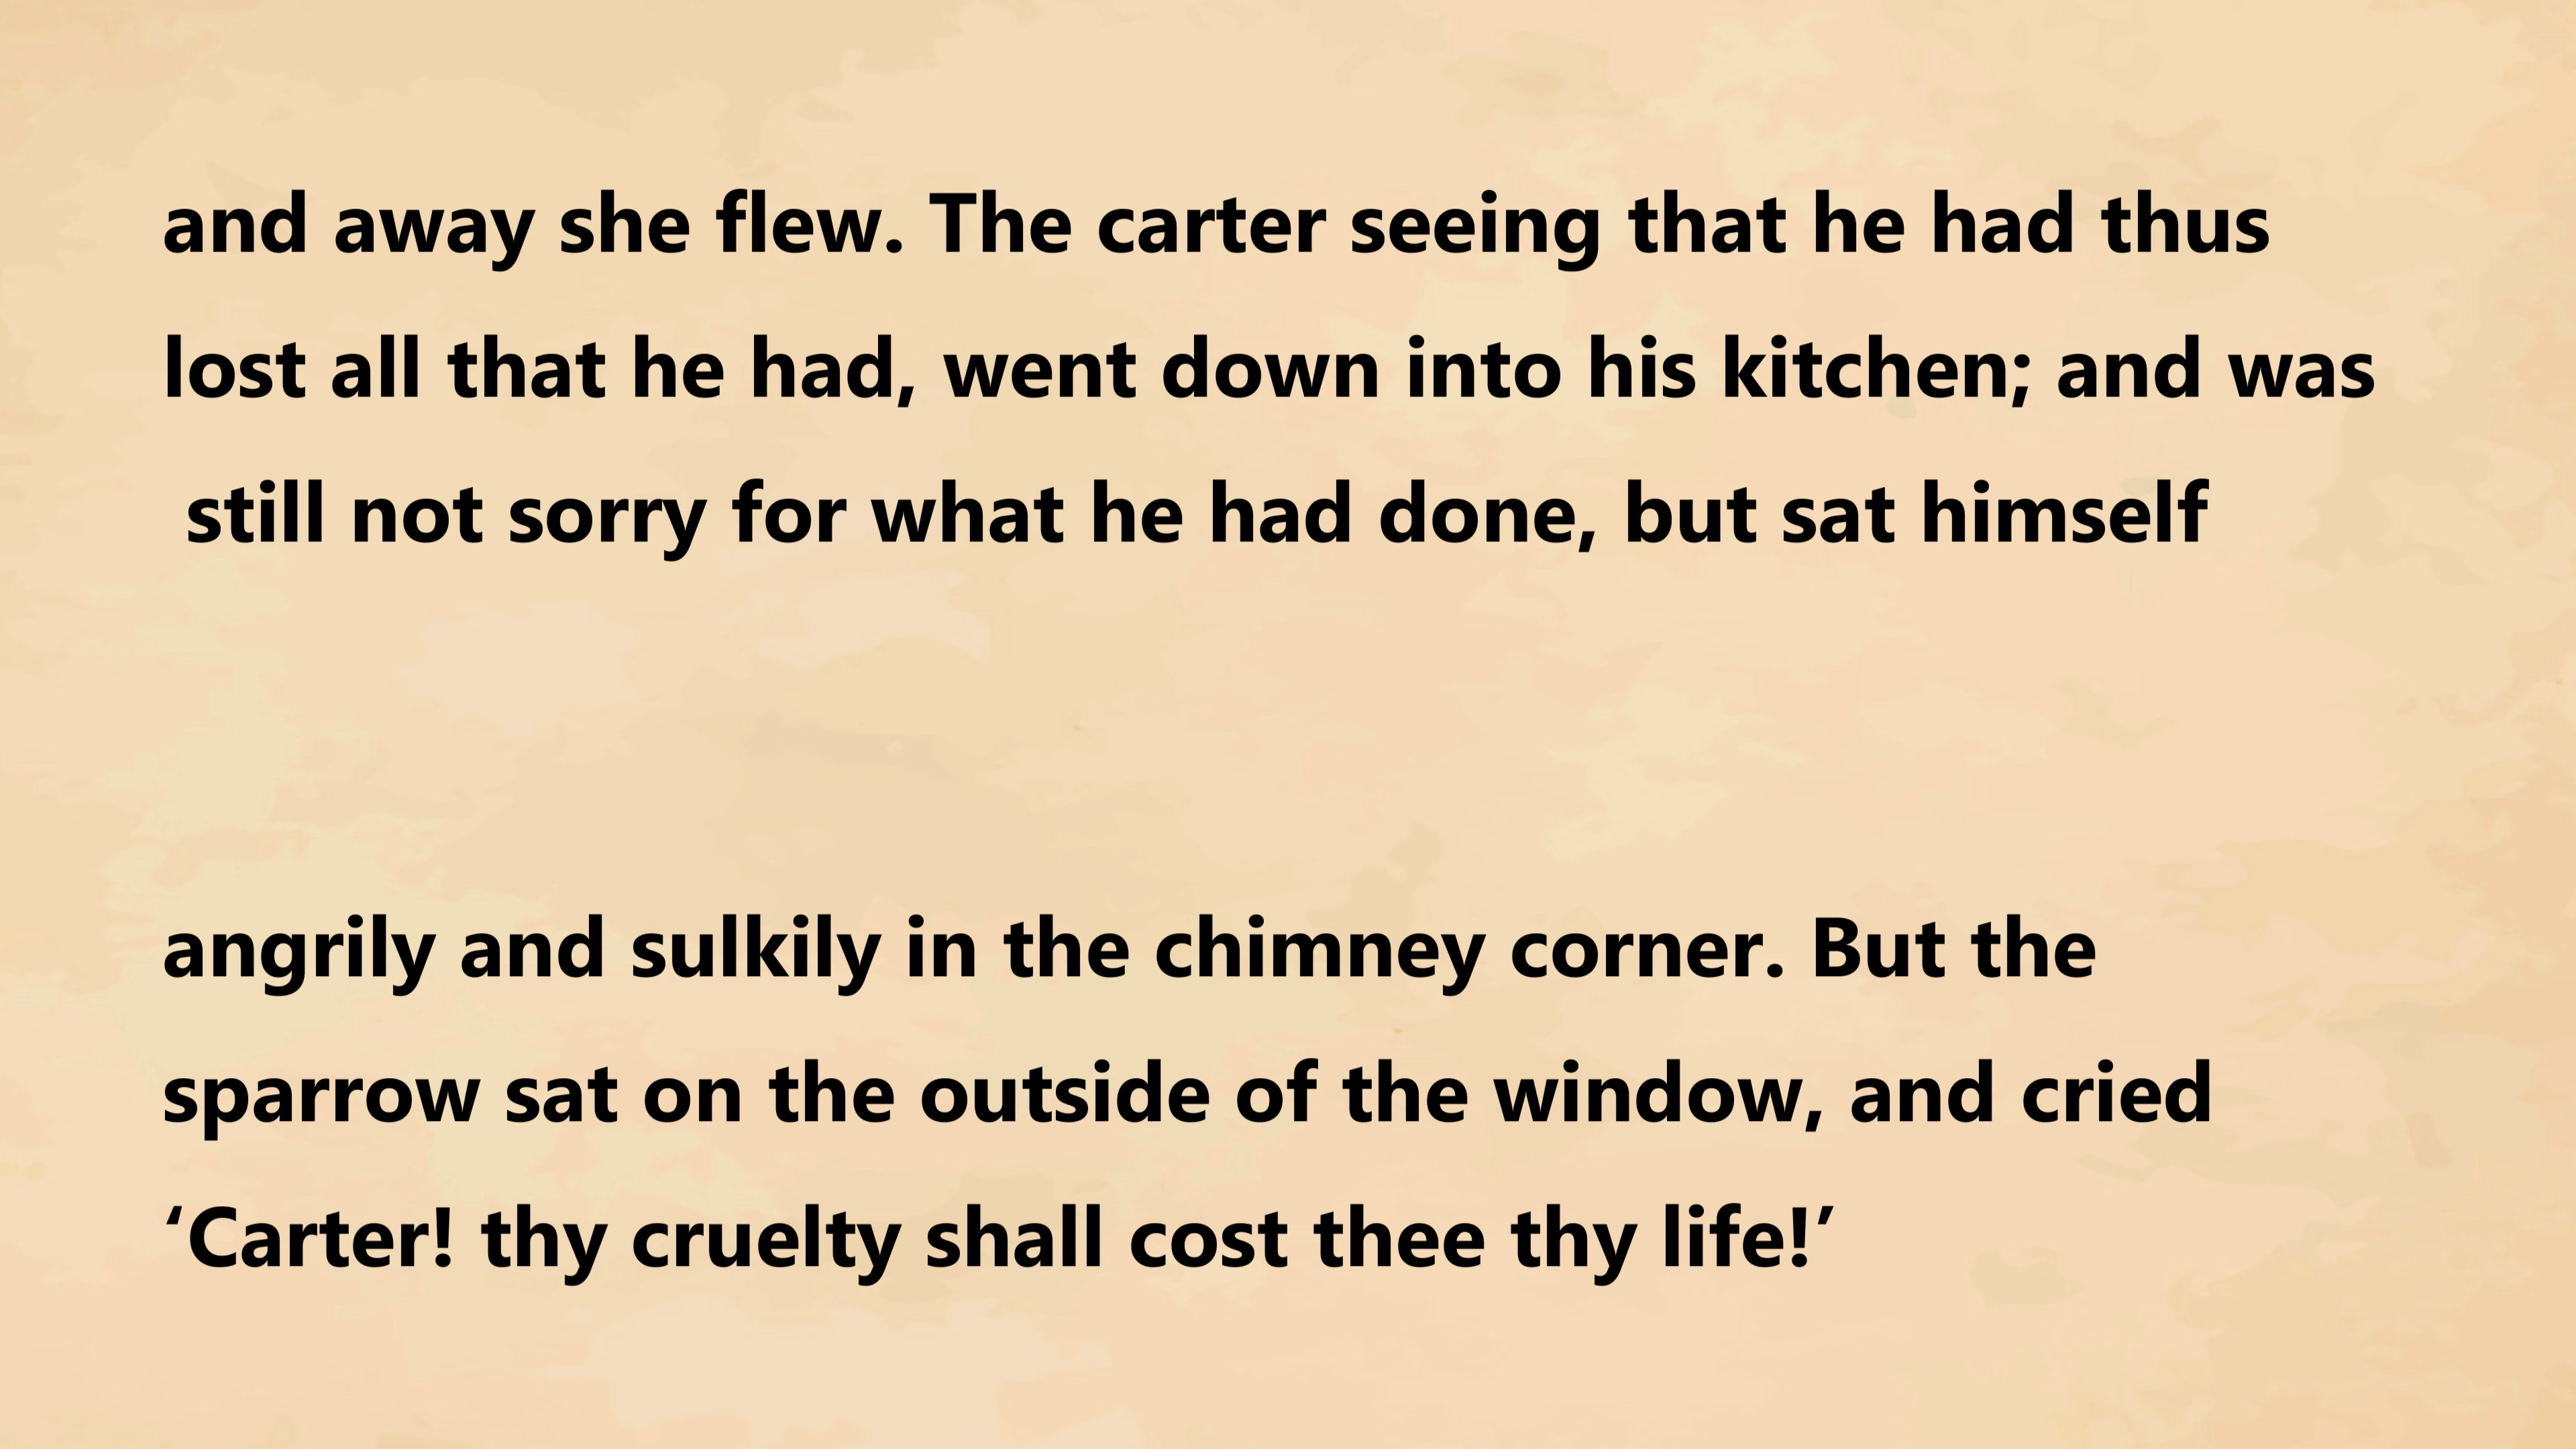 and away she flew. The carter seeing that he had thus
lost all that he had, went down into his kitchen; and was
still not sorry for what he had done, but sat himself
angrily and sulkily in the chimney corner. But the
sparrow sat on the outside of the window, and cried
‘Carter! thy cruelty shall cost thee thy life!’